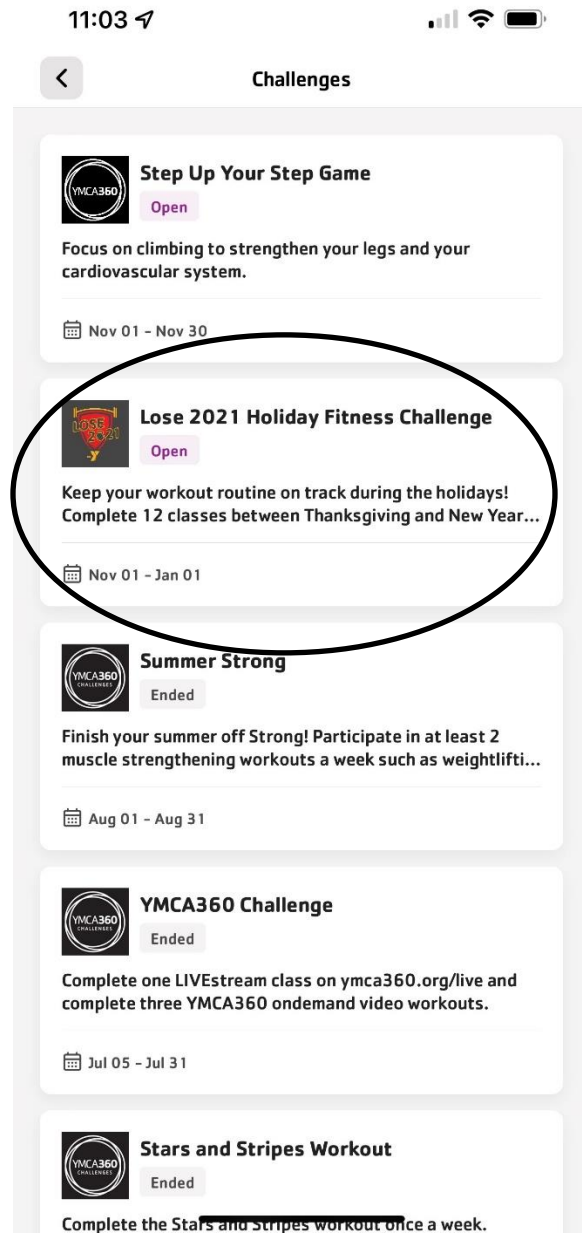 11:03
Challenges
YMCA360
Step Up Your Step Game
Open
Focus on climbing to strengthen your legs and your
cardiovascular system.
Nov 01 - Nov 30
LOSE
2021
Lose 2021 Holiday Fitness Challenge
Open
Keep your workout routine on track during the holidays!
Complete 12 classes between Thanksgiving and New Year...
Nov 01 - Jan 01
YMCA360
CHALLENGES
Summer Strong
Ended
Finish your summer off Strong! Participate in at least 2
muscle strengthening workouts a week such as weightlifti...
Aug 01 - Aug 31
YMCA360
CHALLENGES
YMCA360 Challenge
Ended
Complete one LIVEstream class on ymca360.org/live and
complete three YMCA360 ondemand video workouts.
Jul 05 - Jul 31
YMCA360
CHALLENGES
Stars and Stripes Workout
Ended
Complete the Stars and Stripes workout once a week.